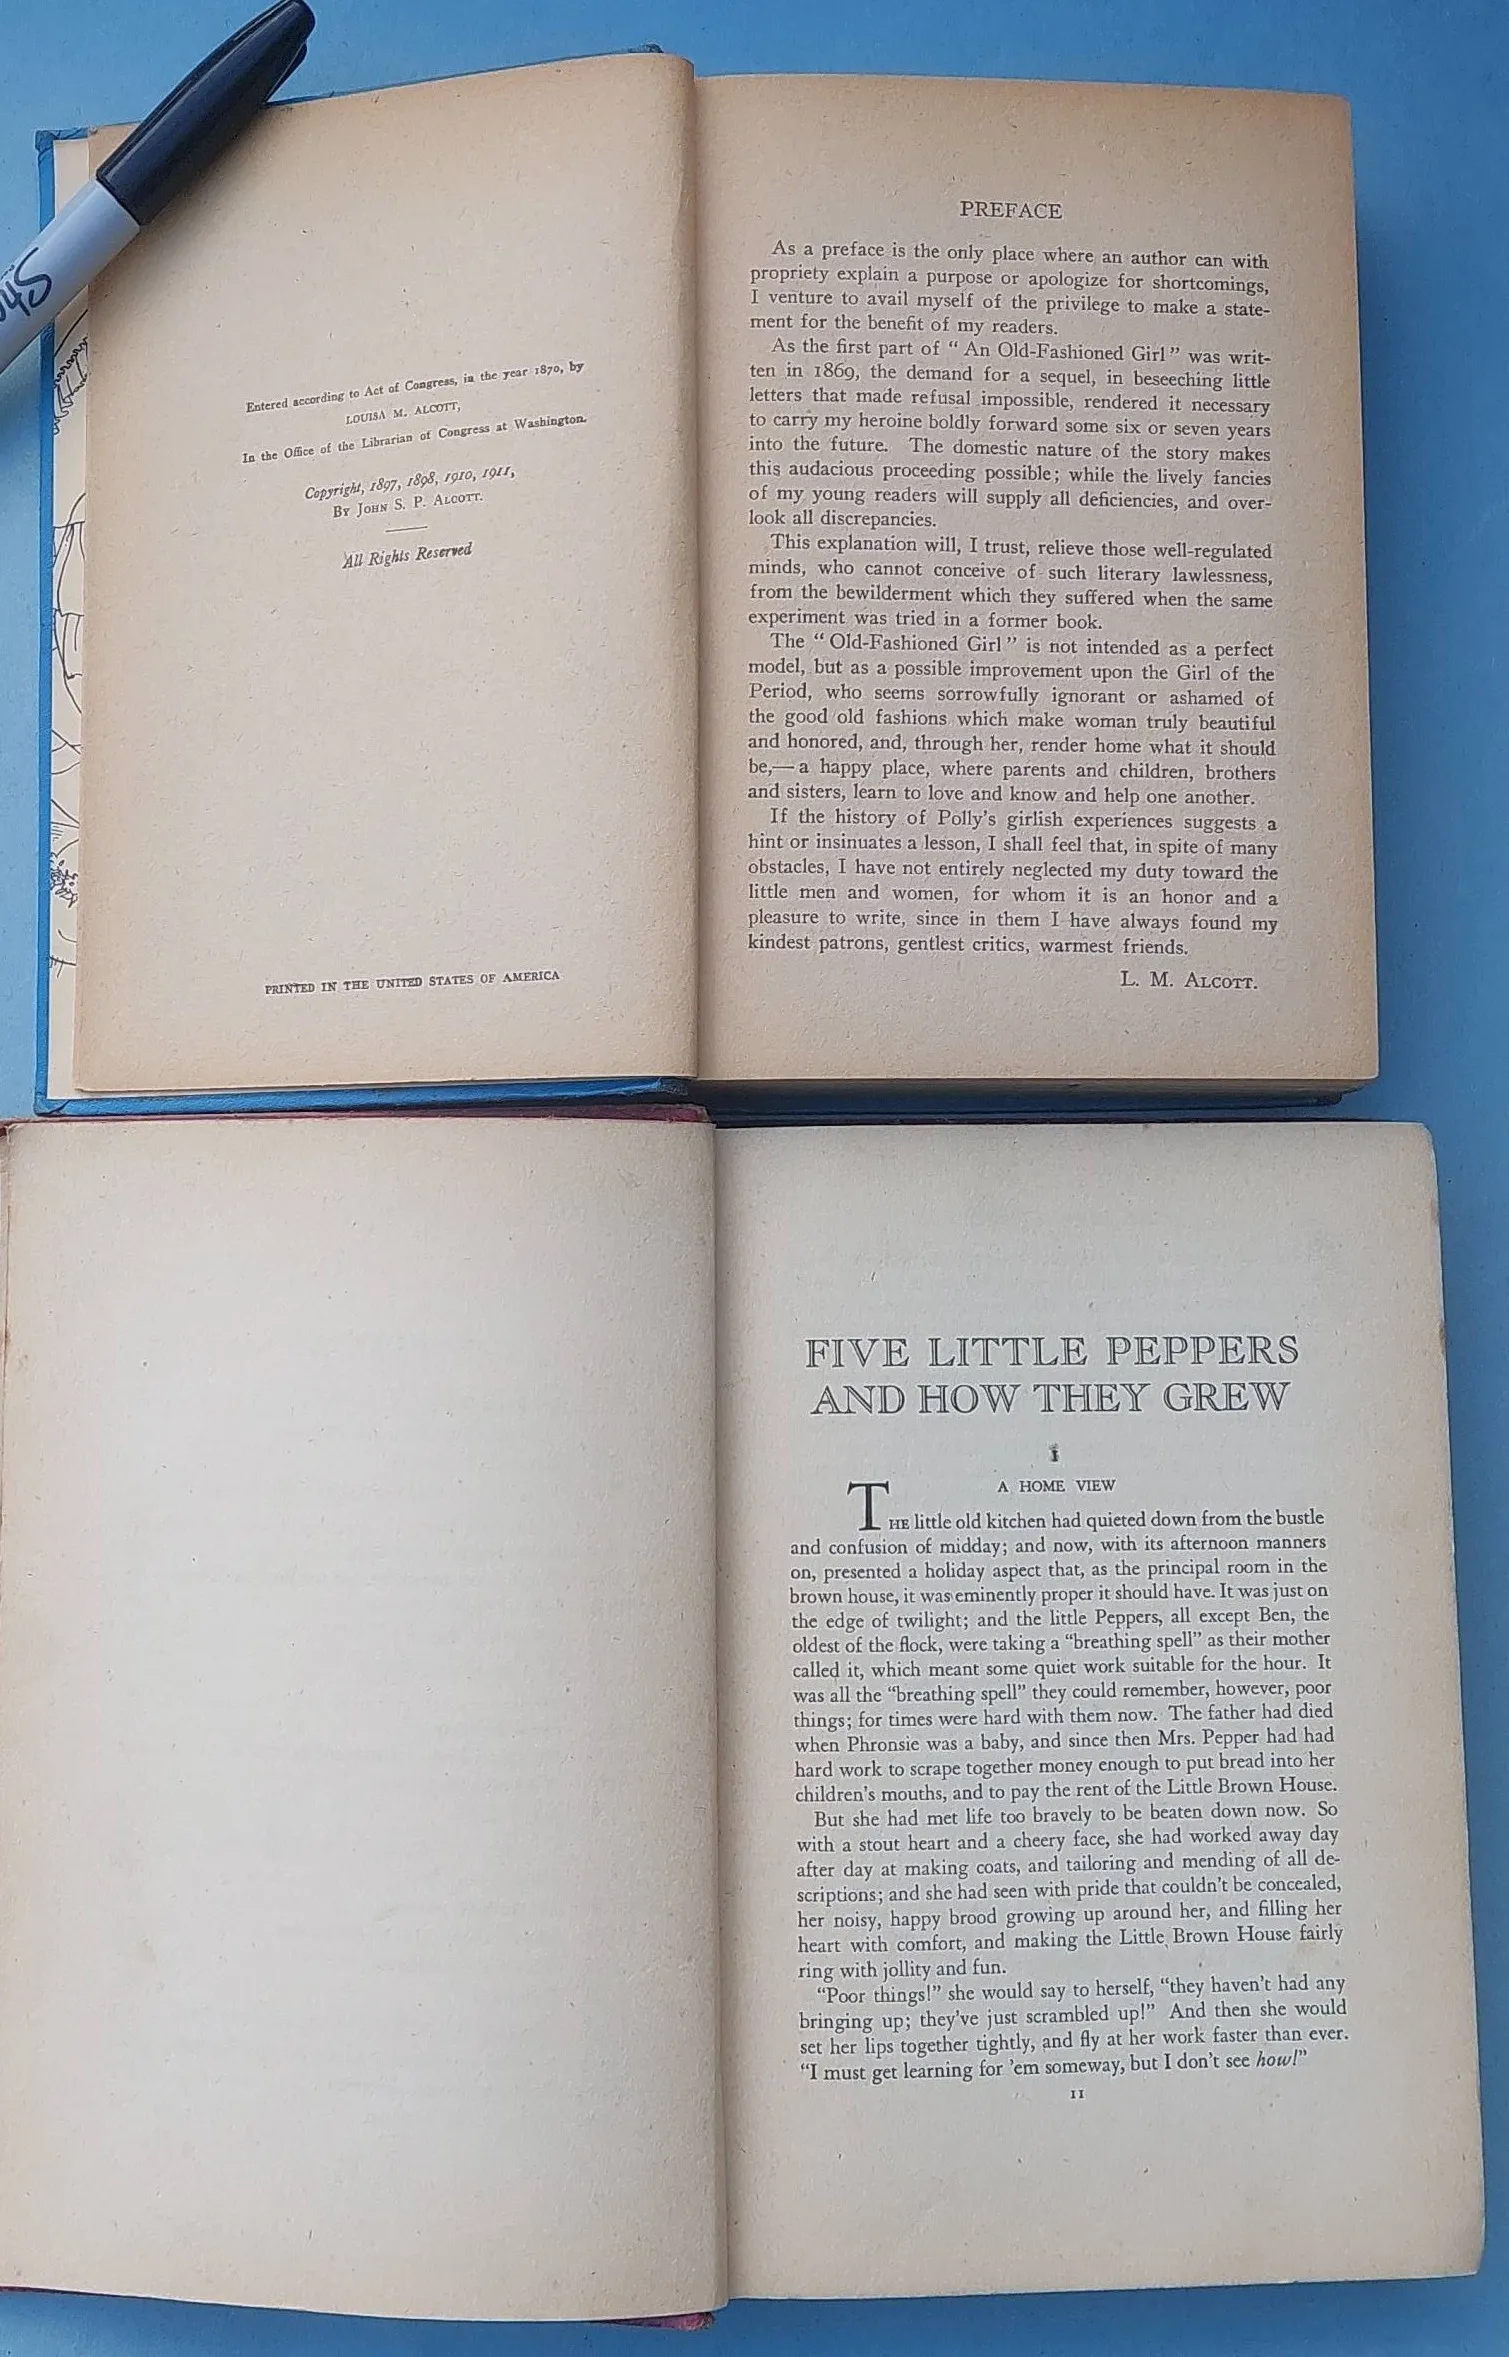 Entered according to Act of Congress, in the year 1870, by
LOUISA M. ALCOTT,
In the Office of the Librarian of Congress at Washington.
Copyright, 1897, 1898, 1910, 1911,
BY JOHN S. P. ALCOTT.
All Rights Reserved
PRINTED IN THE UNITED STATES OF AMERICA
PREFACE
As a preface is the only place where an author can with
propriety explain a purpose or apologize for shortcomings,
I venture to avail myself of the privilege to make a state-
ment for the benefit of my readers.
As the first part of “ An Old-Fashioned Girl ” was writ-
ten in 1869, the demand for a sequel, in beseeching little
letters that made refusal impossible, rendered it necessary
to carry my heroine boldly forward some six or seven years
into the future. The domestic nature of the story makes
this audacious proceeding possible; while the lively fancies
of my young readers will supply all deficiencies, and over-
look all discrepancies.
This explanation will, I trust, relieve those well-regulated
minds, who cannot conceive of such literary lawlessness,
from the bewilderment which they suffered when the same
experiment was tried in a former book.
The “ Old-Fashioned Girl ” is not intended as a perfect
model, but as a possible improvement upon the Girl of the
Period, who seems sorrowfully ignorant or ashamed of
the good old fashions which make woman truly beautiful
and honored, and, through her, render home what it should
be,— a happy place, where parents and children, brothers
and sisters, learn to love and know and help one another.
If the history of Polly's girlish experiences suggests a
hint or insinuates a lesson, I shall feel that, in spite of many
obstacles, I have not entirely neglected my duty toward the
little men and women, for whom it is an honor and a
pleasure to write, since in them I have always found my
kindest patrons, gentlest critics, warmest friends.
L. M. ALCOTT.
FIVE LITTLE PEPPERS
AND HOW THEY GREW
1
A HOME VIEW
THE little old kitchen had quieted down from the bustle
and confusion of midday; and now, with its afternoon manners
on, presented a holiday aspect that, as the principal room in the
brown house, it was eminently proper it should have. It was just on
the edge of twilight; and the little Peppers, all except Ben, the
oldest of the flock, were taking a “breathing spell” as their mother
called it, which meant some quiet work suitable for the hour. It
was all the “breathing spell” they could remember, however, poor
things; for times were hard with them now. The father had died
when Phronsie was a baby, and since then Mrs. Pepper had had
hard work to scrape together money enough to put bread into her
children's mouths, and to pay the rent of the Little Brown House.
But she had met life too bravely to be beaten down now. So
with a stout heart and a cheery face, she had worked away day
after day at making coats, and tailoring and mending of all de-
scriptions; and she had seen with pride that couldn't be concealed,
her noisy, happy brood growing up around her, and filling her
heart with comfort, and making the Little Brown House fairly
ring with jollity and fun.
“Poor things!” she would say to herself, “they haven't had any
bringing up; they've just scrambled up!” And then she would
set her lips together tightly, and fly at her work faster than ever.
“I must get learning for 'em someway, but I don't see how!”
11